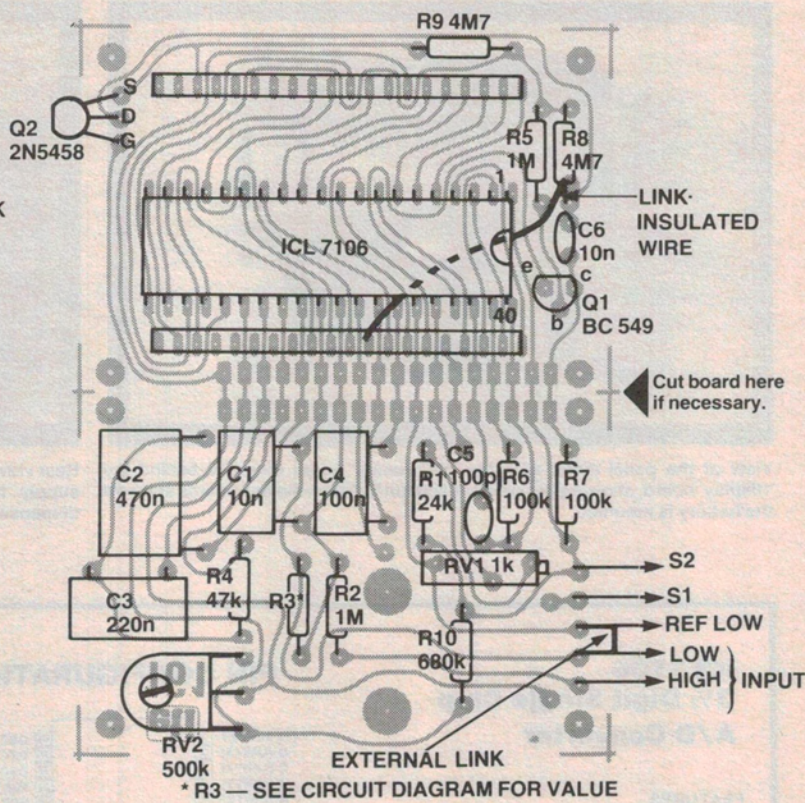 R9 4M7
S
D
G
Q2
2N5458
R5
1M
R8
4M7
1
LINK-
INSULATED
WIRE
K
ICL 7106
C6
10n
e
c
Q1
b
BC 549
40
Cut board here
if necessary.
C2
470n
C1
10n
C4
100n
R1
24k
C5
100p
R6
100k
R7
100k
RV1 1k
S2
C3
220n
R4
47k
R3*
R2
1M
S1
REF LOW
R10
680k
LOW
HIGH
INPUT
RV2
500k
EXTERNAL LINK
* R3 — SEE CIRCUIT DIAGRAM FOR VALUE